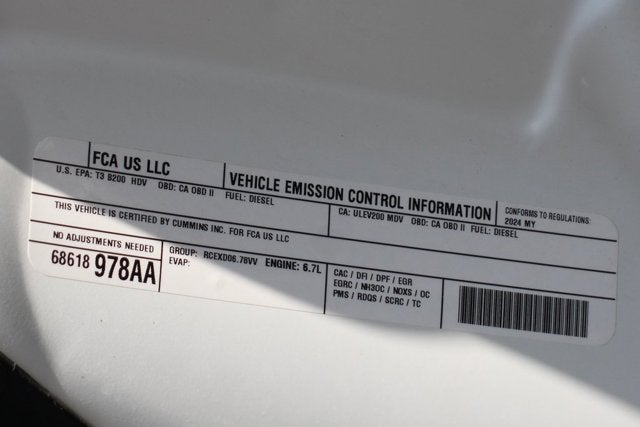 FCA US LLC
VEHICLE EMISSION CONTROL INFORMATION
CONFORMS TO REGULATIONS:
2024 MY
U.S. EPA: T3 B200 HDV OBD: CA OBD II FUEL: DIESEL
CA: ULEV200 MDV OBD: CA OBD II FUEL: DIESEL
THIS VEHICLE IS CERTIFIED BY CUMMINS INC. FOR FCA US LLC
NO ADJUSTMENTS NEEDED
68618 978AA
GROUP: RCEXD06.78VV ENGINE: 6.7L
EVAP:
CAC / DFI / DPF / EGR
EGRC / NH3OC / NOXS / OC
PMS / RDQS / SCRC / TC